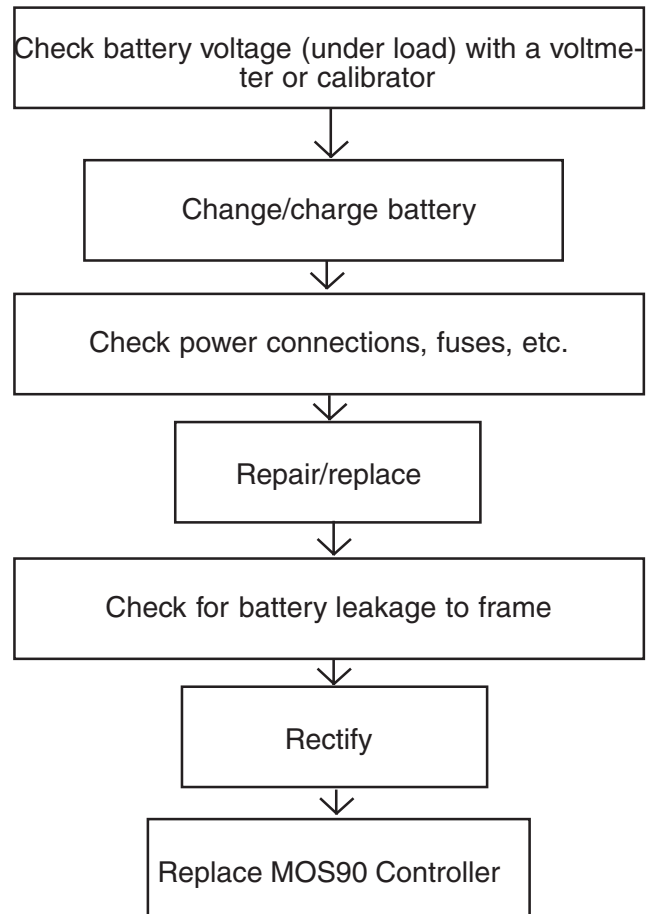 Check battery voltage (under load) with a voltme-
ter or calibrator
Change/charge battery
Check power connections, fuses, etc.
Repair/replace
Check for battery leakage to frame
Rectify
Replace MOS90 Controller